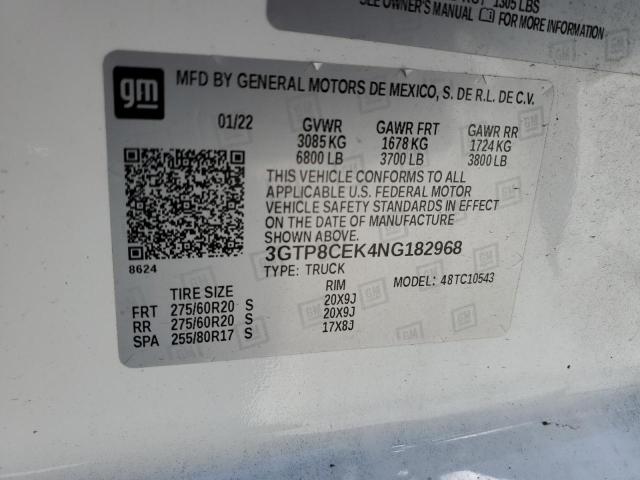 1305 LBS
SEE OWNER'S MANUAL FOR MORE INFORMATION
gm
MFD BY GENERAL MOTORS DE MEXICO, S. DE R.L. DE C.V.
01/22 GVWR GAWR FRT GAWR RR
3085 KG 1678 KG 1724 KG
6800 LB 3700 LB 3800 LB
THIS VEHICLE CONFORMS TO ALL
APPLICABLE U.S. FEDERAL MOTOR
VEHICLE SAFETY STANDARDS IN EFFECT
ON THE DATE OF MANUFACTURE
SHOWN ABOVE.
8624
3GTP8CEK4NG182968
TYPE: TRUCK MODEL: 48TC10543
TIRE SIZE RIM
FRT 275/60R20 S 20X9J
RR 275/60R20 S 20X9J
SPA 255/80R17 S 17X8J